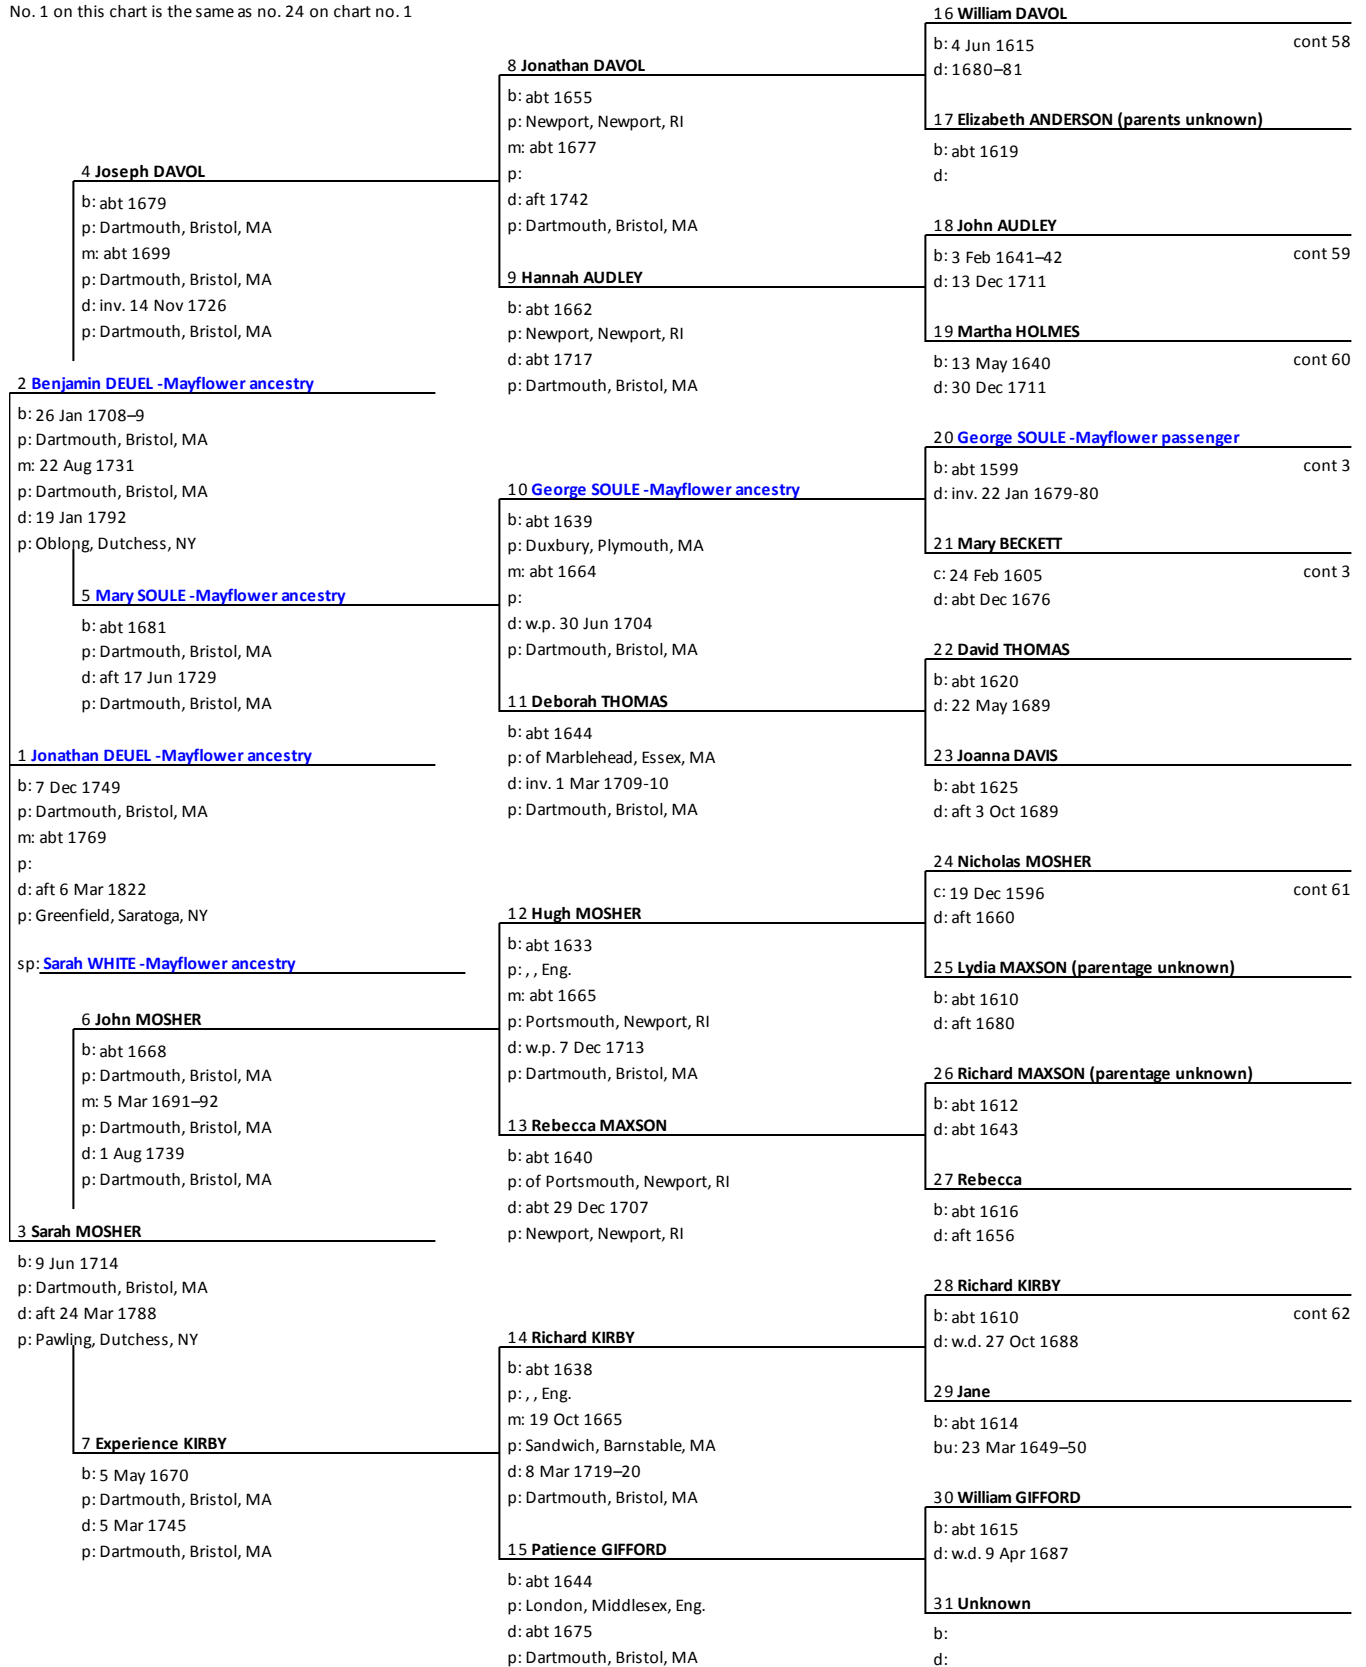 No. 1 on this chart is the same as no. 24 on chart no. 1
16 William DAVOL
b: 4 Jun 1615 cont 58
d: 1680–81
8 Jonathan DAVOL
b: abt 1655
p: Newport, Newport, RI
m: abt 1677
p:
d: aft 1742
p: Dartmouth, Bristol, MA
17 Elizabeth ANDERSON (parents unknown)
b: abt 1619
d:
4 Joseph DAVOL
b: abt 1679
p: Dartmouth, Bristol, MA
m: abt 1699
p: Dartmouth, Bristol, MA
d: inv. 14 Nov 1726
p: Dartmouth, Bristol, MA
18 John AUDLEY
b: 3 Feb 1641–42 cont 59
d: 13 Dec 1711
9 Hannah AUDLEY
b: abt 1662
p: Newport, Newport, RI
d: abt 1717
p: Dartmouth, Bristol, MA
19 Martha HOLMES
b: 13 May 1640 cont 60
d: 30 Dec 1711
2 Benjamin DEUEL -Mayflower ancestry
b: 26 Jan 1708–9
p: Dartmouth, Bristol, MA
m: 22 Aug 1731
p: Dartmouth, Bristol, MA
d: 19 Jan 1792
p: Oblong, Dutchess, NY
20 George SOULE -Mayflower passenger
b: abt 1599 cont 3
d: inv. 22 Jan 1679-80
10 George SOULE -Mayflower ancestry
b: abt 1639
p: Duxbury, Plymouth, MA
m: abt 1664
p:
d: w.p. 30 Jun 1704
p: Dartmouth, Bristol, MA
21 Mary BECKETT
c: 24 Feb 1605 cont 3
d: abt Dec 1676
5 Mary SOULE -Mayflower ancestry
b: abt 1681
p: Dartmouth, Bristol, MA
d: aft 17 Jun 1729
p: Dartmouth, Bristol, MA
22 David THOMAS
b: abt 1620
d: 22 May 1689
11 Deborah THOMAS
b: abt 1644
p: of Marblehead, Essex, MA
d: inv. 1 Mar 1709-10
p: Dartmouth, Bristol, MA
23 Joanna DAVIS
b: abt 1625
d: aft 3 Oct 1689
1 Jonathan DEUEL -Mayflower ancestry
b: 7 Dec 1749
p: Dartmouth, Bristol, MA
m: abt 1769
p:
d: aft 6 Mar 1822
p: Greenfield, Saratoga, NY
sp: Sarah WHITE -Mayflower ancestry
24 Nicholas MOSHER
c: 19 Dec 1596 cont 61
d: aft 1660
12 Hugh MOSHER
b: abt 1633
p: , , Eng.
m: abt 1665
p: Portsmouth, Newport, RI
d: w.p. 7 Dec 1713
p: Dartmouth, Bristol, MA
25 Lydia MAXSON (parentage unknown)
b: abt 1610
d: aft 1680
6 John MOSHER
b: abt 1668
p: Dartmouth, Bristol, MA
m: 5 Mar 1691–92
p: Dartmouth, Bristol, MA
d: 1 Aug 1739
p: Dartmouth, Bristol, MA
26 Richard MAXSON (parentage unknown)
b: abt 1612
d: abt 1643
13 Rebecca MAXSON
b: abt 1640
p: of Portsmouth, Newport, RI
d: abt 29 Dec 1707
p: Newport, Newport, RI
27 Rebecca
b: abt 1616
d: aft 1656
3 Sarah MOSHER
b: 9 Jun 1714
p: Dartmouth, Bristol, MA
d: aft 24 Mar 1788
p: Pawling, Dutchess, NY
28 Richard KIRBY
b: abt 1610 cont 62
d: w.d. 27 Oct 1688
14 Richard KIRBY
b: abt 1638
p: , , Eng.
m: 19 Oct 1665
p: Sandwich, Barnstable, MA
d: 8 Mar 1719–20
p: Dartmouth, Bristol, MA
29 Jane
b: abt 1614
bu: 23 Mar 1649–50
7 Experience KIRBY
b: 5 May 1670
p: Dartmouth, Bristol, MA
d: 5 Mar 1745
p: Dartmouth, Bristol, MA
30 William GIFFORD
b: abt 1615
d: w.d. 9 Apr 1687
15 Patience GIFFORD
b: abt 1644
p: London, Middlesex, Eng.
d: abt 1675
p: Dartmouth, Bristol, MA
31 Unknown
b:
d: